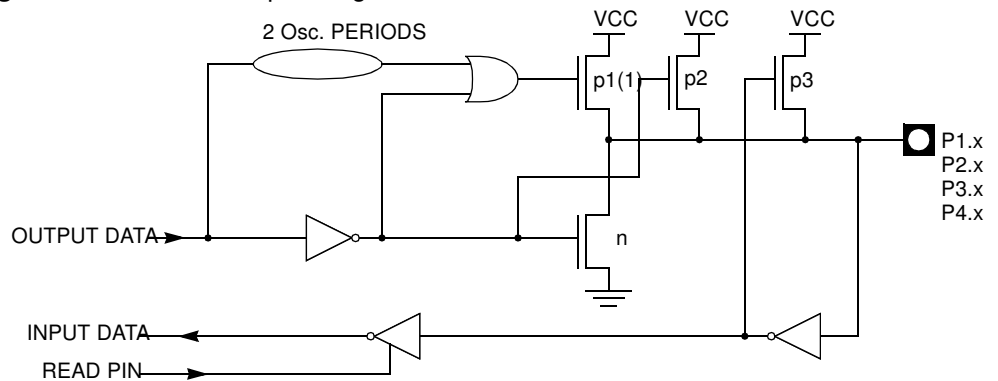 2 Osc. PERIODS
VCC
VCC
VCC
p1(1)
p2
p3
P1.x
P2.x
P3.x
P4.x
OUTPUT DATA
n
INPUT DATA
READ PIN